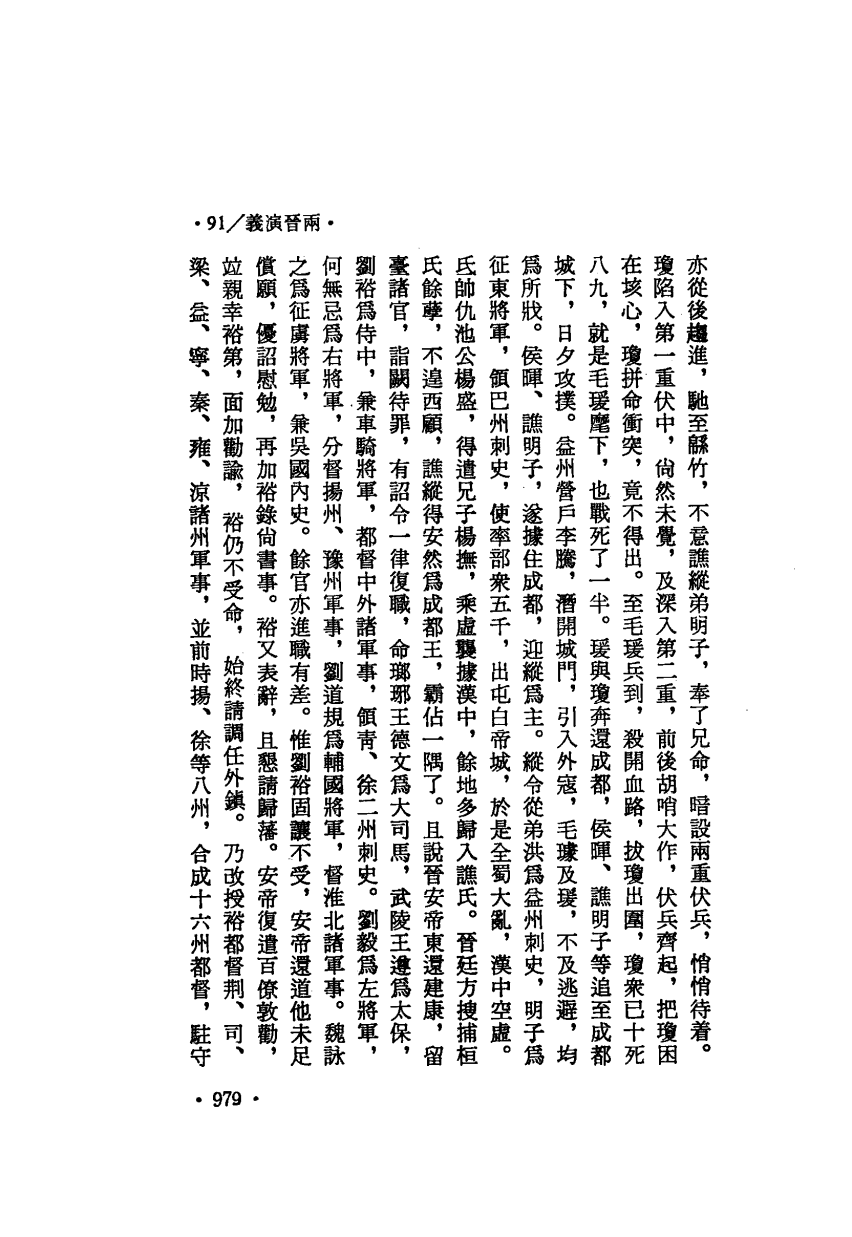 ·91/義演晉兩·
亦從後趨進，馳至緜竹，不意譙縱弟明子，奉了兄命，暗設兩重伏兵，悄悄待着。
瓊陷入第一重伏中，尙然未覺，及深入第二重，前後胡哨大作，伏兵齊起，把瓊困
在垓心，瓊拼命衝突，竟不得出。至毛瑗兵到，殺開血路，拔瓊出圍，瓊衆已十死
八九，就是毛瑗麾下，也戰死了一半。瑗與瓊奔還成都，侯暉、譙明子等追至成都
城下，日夕攻撲。益州營戶李騰，潛開城門，引入外寇，毛璩及瑗，不及逃避，均
爲所戕。侯暉、譙明子，遂據住成都，迎縱爲主。縱令從弟洪爲益州刺史，明子爲
征東將軍，領巴州刺史，使率部衆五千，出屯白帝城，於是全蜀大亂，漢中空虛。
氐帥仇池公楊盛，得遣兄子楊撫，乘虛襲據漢中，餘地多歸入譙氏。晉廷方搜捕桓
氏餘孽，不遑西顧，譙縱得安然爲成都王，霸佔一隅了。且說晉安帝東還建康，留
臺諸官，詣闕待罪，有詔令一律復職，命瑯琊王德文爲大司馬，武陵王遵爲太保，
劉裕爲侍中，兼車騎將軍，都督中外諸軍事，領靑、徐二州刺史。劉毅爲左將軍，
何無忌爲右將軍，分督揚州、豫州軍事，劉道規爲輔國將軍，督淮北諸軍事。魏詠
之爲征虜將軍，兼吳國內史。餘官亦進職有差。惟劉裕固讓不受，安帝還道他未足
償願，優詔慰勉，再加裕錄尙書事。裕又表辭，且懇請歸藩。安帝復遣百僚敦勸，
竝親幸裕第，面加勸諭，裕仍不受命，始終請調任外鎮。乃改授裕都督荆、司、
梁、益、寧、秦、雍、涼諸州軍事，並前時揚、徐等八州，合成十六州都督，駐守
·979·